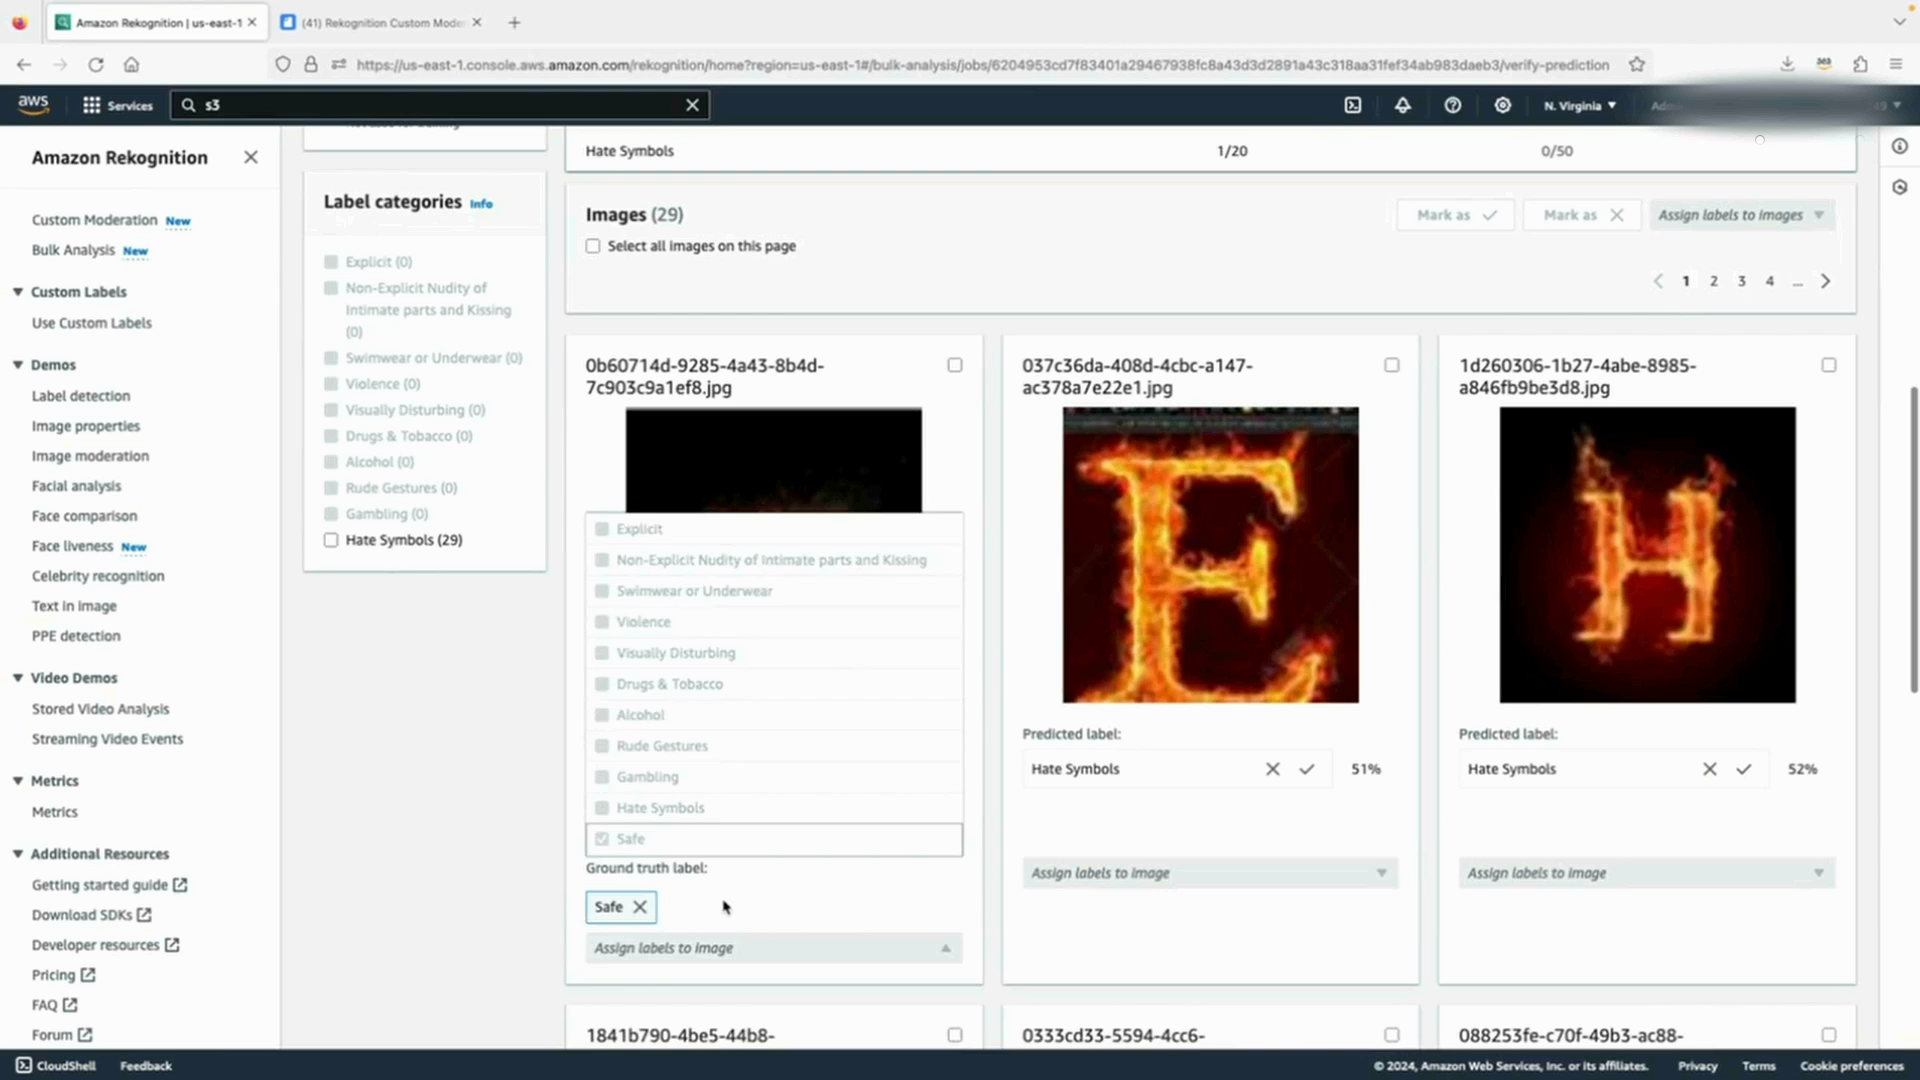 Amazon Rekognition | us-east-1
(41) Rekognition Custom Mode
https://us-east-1.console.aws.amazon.com/rekognition/home?region=us-east-1#/bulk-analysis/jobs/6204953cd7f83401a29467938fc8a43d3d2891a43c318aa31fef34ab983daeb3/verify-prediction
aws
Services
s3
N. Virginia
Amazon Rekognition
Custom Moderation New
Bulk Analysis New
Custom Labels
Use Custom Labels
Demos
Label detection
Image properties
Image moderation
Facial analysis
Face comparison
Face liveness New
Celebrity recognition
Text in image
PPE detection
Video Demos
Stored Video Analysis
Streaming Video Events
Metrics
Metrics
Additional Resources
Getting started guide
Download SDKs
Developer resources
Pricing
FAQ
Forum
Label categories Info
Explicit (0)
Non-Explicit Nudity of
Intimate parts and Kissing
(0)
Swimwear or Underwear (0)
Violence (0)
Visually Disturbing (0)
Drugs & Tobacco (0)
Alcohol (0)
Rude Gestures (0)
Gambling (0)
Hate Symbols (29)
Hate Symbols 1/20 0/50
Images (29)
Select all images on this page
Mark as
Mark as
Assign labels to images
1 2 3 4 ...
0b60714d-9285-4a43-8b4d-
7c903c9a1ef8.jpg
Explicit
Non-Explicit Nudity of Intimate parts and Kissing
Swimwear or Underwear
Violence
Visually Disturbing
Drugs & Tobacco
Alcohol
Rude Gestures
Gambling
Hate Symbols
Safe
Ground truth label:
Safe
Assign labels to image
037c36da-408d-4cbc-a147-
ac378a7e22e1.jpg
E
Predicted label:
Hate Symbols 51%
Assign labels to image
1d260306-1b27-4abe-8985-
a846fb9be3d8.jpg
H
Predicted label:
Hate Symbols 52%
Assign labels to image
1841b790-4be5-44b8-
0333cd33-5594-4cc6-
088253fe-c70f-49b3-ac88-
CloudShell
Feedback
© 2024, Amazon Web Services, Inc. or its affiliates.
Privacy
Terms
Cookie preferences